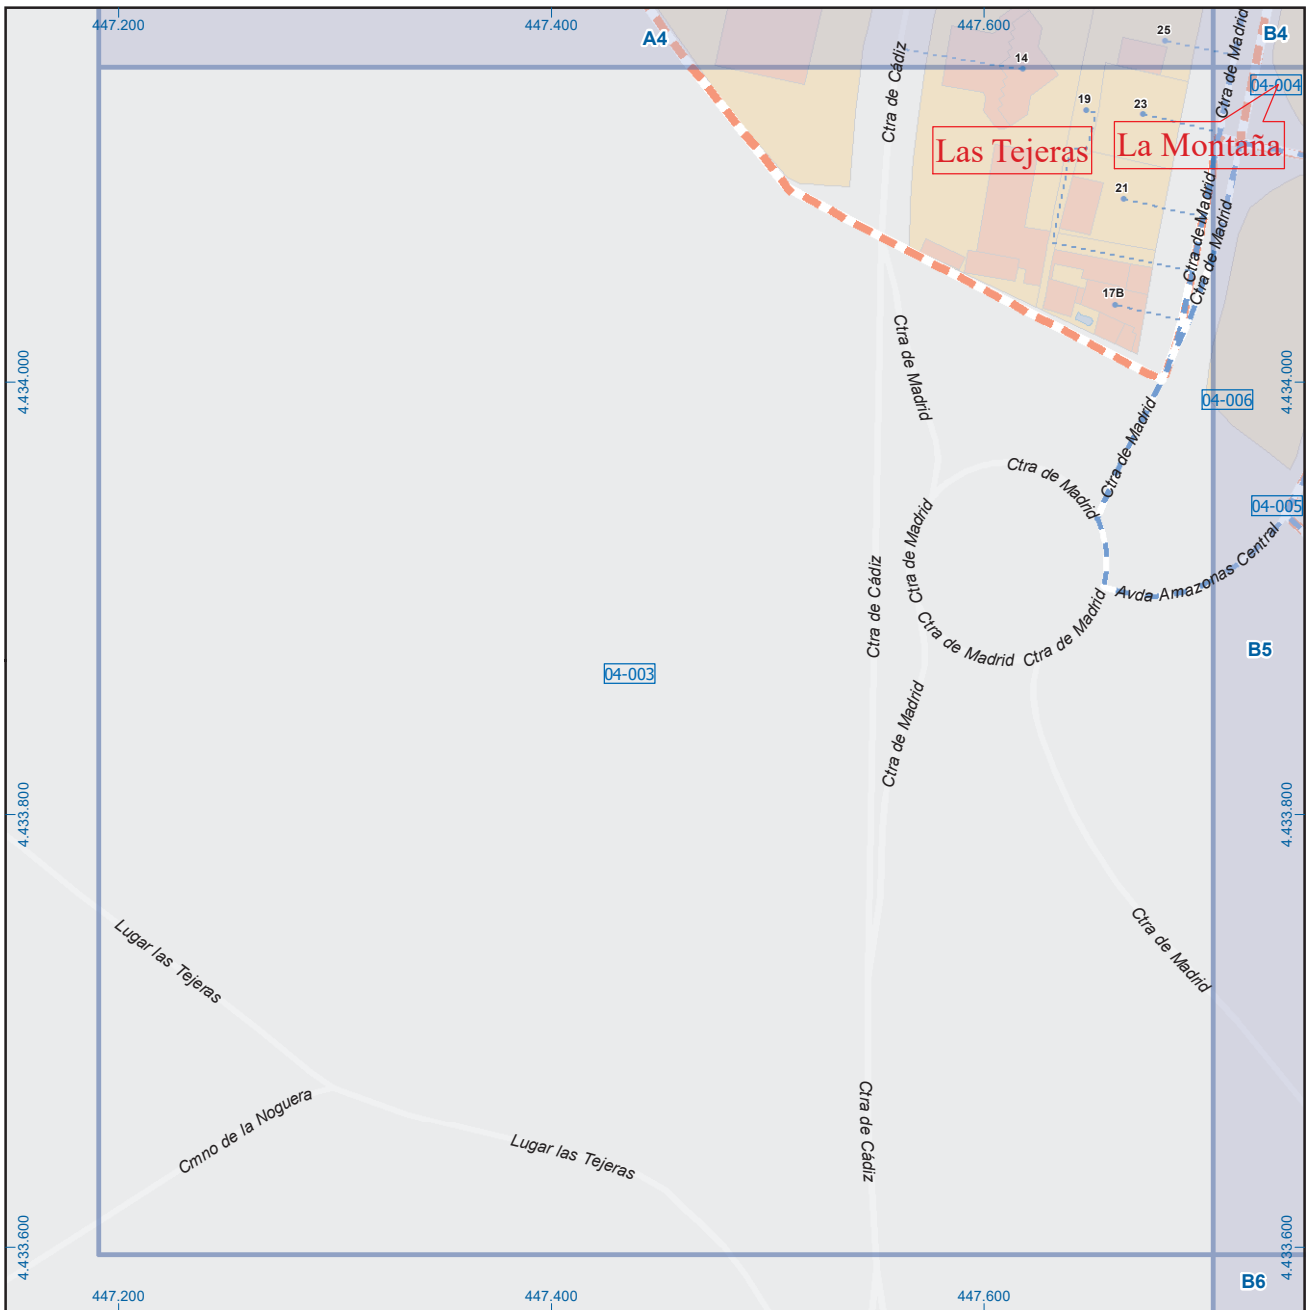 447.200
447.400
447.600
A4
B4
25
14
04-004
19
23
Las Tejeras
La Montaña
Ctra de Cádiz
Ctra de Madrid
21
Ctra de Madrid
Ctra de Madrid
17B
4.434.000
4.434.000
Ctra de Madrid
04-006
Ctra de Madrid
Ctra de Madrid
04-005
Ctra de Madrid
Ctra de Cádiz
Avda Amazonas Central
Ctra de Madrid
Ctra de Madrid
B5
04-003
Ctra de Madrid
4.433.800
4.433.800
Lugar las Tejeras
Ctra de Madrid
Cmno de la Noguera
Lugar las Tejeras
Ctra de Cádiz
4.433.600
4.433.600
B6
447.200
447.400
447.600